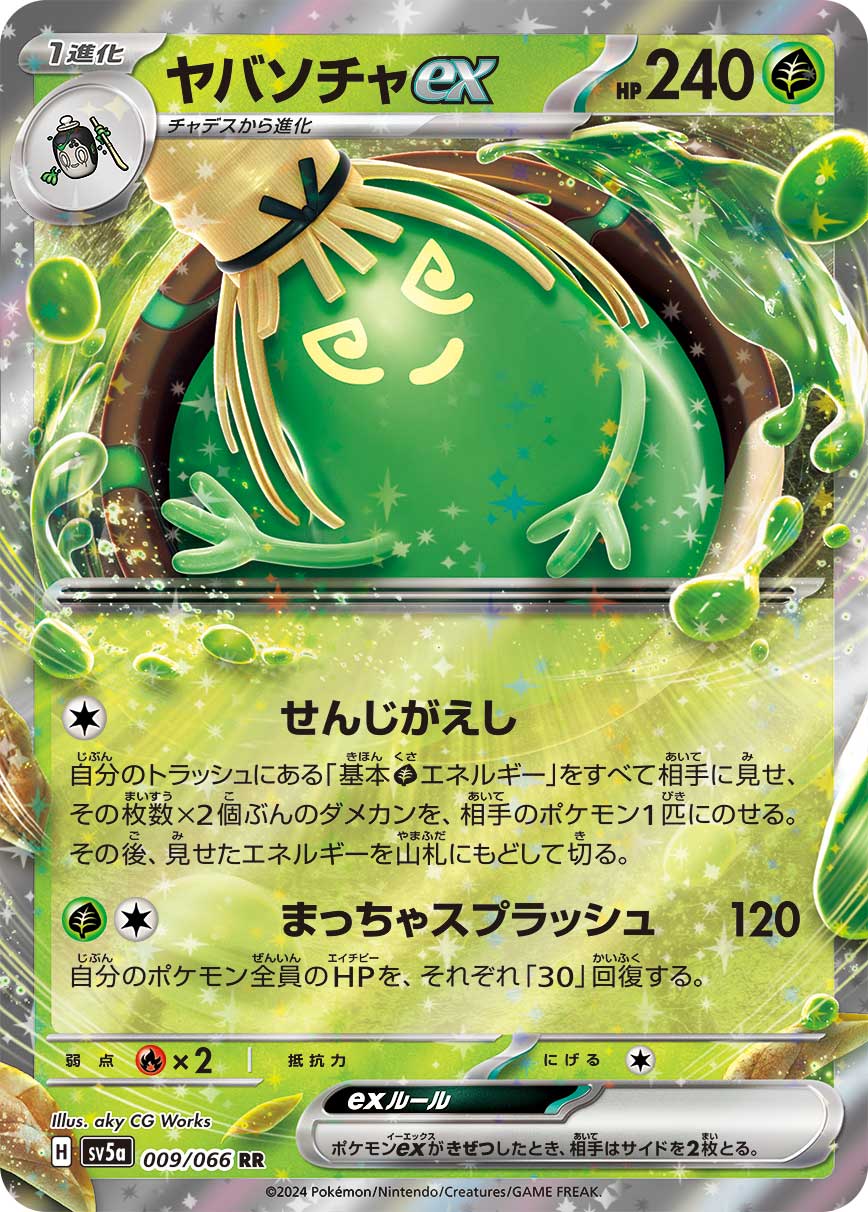 1進化
ヤバソチャex
HP240
チャデスから進化
せんじがえし
自分のトラッシュにある「基本エネルギー」をすべて相手に見せ、
その枚数×2個ぶんのダメカンを、相手のポケモン1匹にのせる。
その後、見せたエネルギーを山札にもどして切る。
まっちゃスプラッシュ 120
自分のポケモン全員のHPを、それぞれ「30」回復する。
弱点 ×2 抵抗力 にげる
exルール
ポケモンexがきぜつしたとき、相手はサイドを2枚とる。
Illus. aky CG Works
H sv5a 009/066 RR
©2024 Pokémon/Nintendo/Creatures/GAME FREAK.